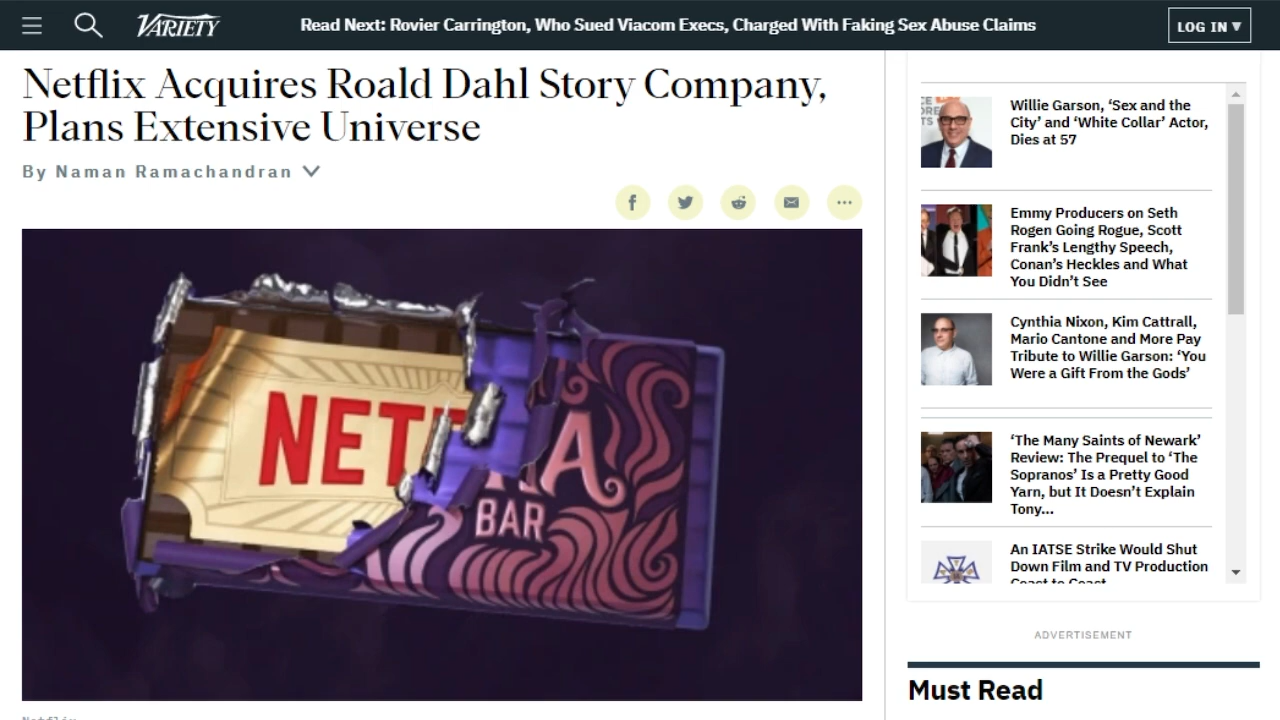 VARIETY
Read Next: Rovier Carrington, Who Sued Viacom Execs, Charged With Faking Sex Abuse Claims
LOG IN ▼
Netflix Acquires Roald Dahl Story Company,
Plans Extensive Universe
By Naman Ramachandran
NET
A
BAR
Netflix
Willie Garson, ‘Sex and the
City’ and ‘White Collar’ Actor,
Dies at 57
Emmy Producers on Seth
Rogen Going Rogue, Scott
Frank’s Lengthy Speech,
Conan’s Heckles and What
You Didn’t See
Cynthia Nixon, Kim Cattrall,
Mario Cantone and More Pay
Tribute to Willie Garson: ‘You
Were a Gift From the Gods’
‘The Many Saints of Newark’
Review: The Prequel to ‘The
Sopranos’ Is a Pretty Good
Yarn, but It Doesn’t Explain
Tony...
An IATSE Strike Would Shut
Down Film and TV Production
Coast to Coast
ADVERTISEMENT
Must Read